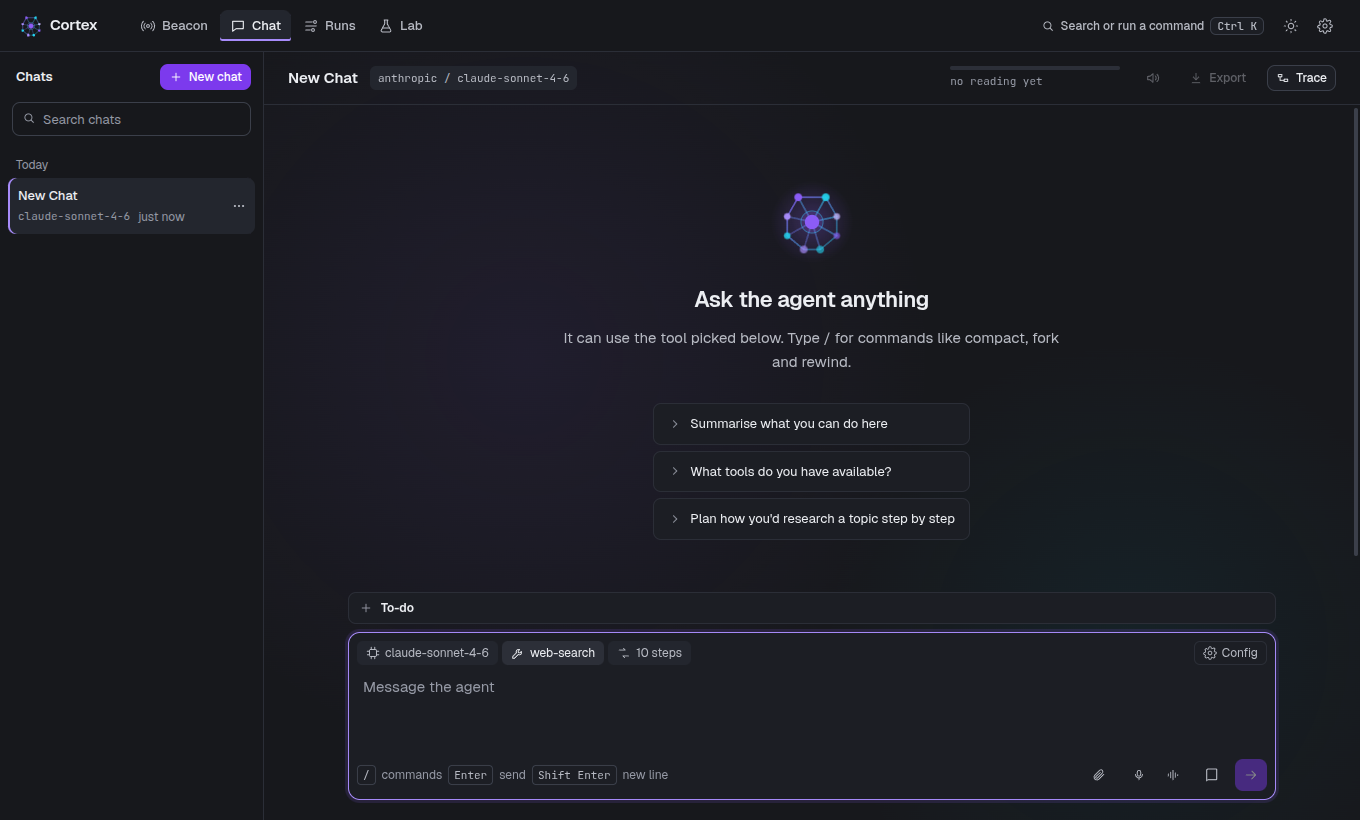 Cortex
Beacon
Chat
Runs
Lab
Search or run a command
Ctrl K
Chats
New chat
Search chats
Today
New Chat
claude-sonnet-4-6 just now
New Chat
anthropic / claude-sonnet-4-6
no reading yet
Export
Trace
Ask the agent anything
It can use the tool picked below. Type / for commands like compact, fork
and rewind.
Summarise what you can do here
What tools do you have available?
Plan how you'd research a topic step by step
To-do
claude-sonnet-4-6
web-search
10 steps
Config
Message the agent
/ commands Enter send Shift Enter new line